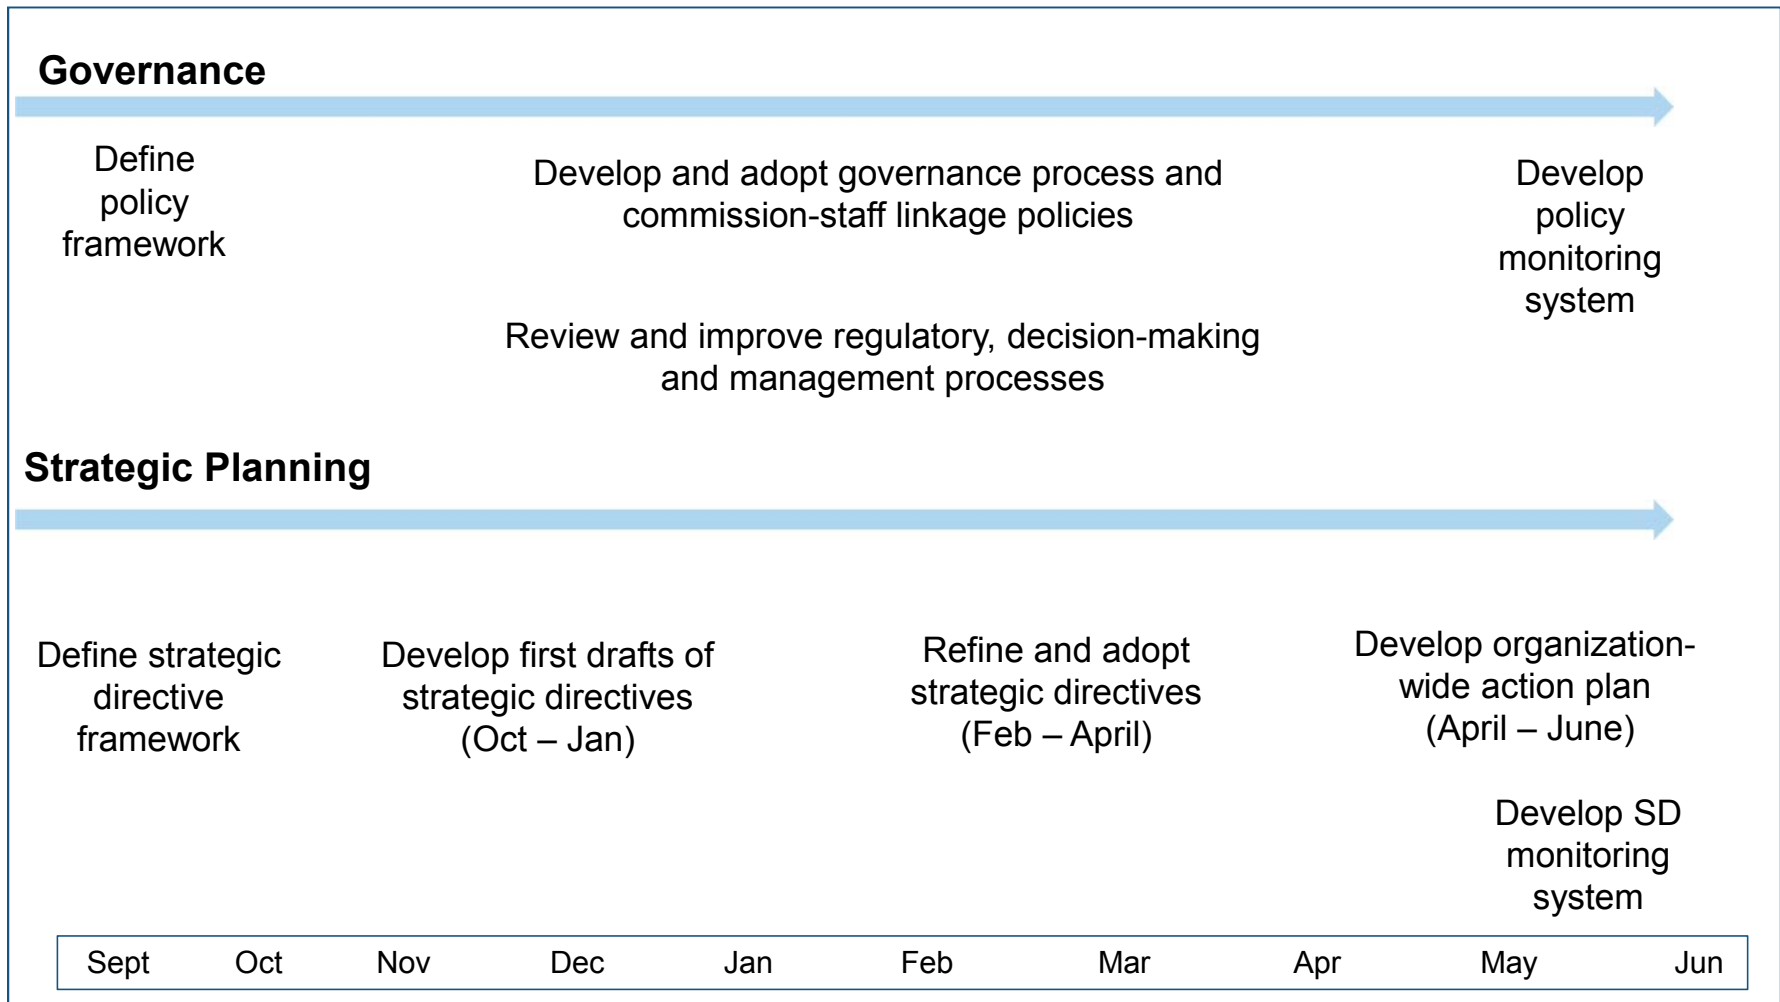 Governance
Define
policy
framework
Develop and adopt governance process and
commission-staff linkage policies
Develop
policy
monitoring
system
Review and improve regulatory, decision-making
and management processes
Strategic Planning
Define strategic
directive
framework
Develop first drafts of
strategic directives
(Oct – Jan)
Refine and adopt
strategic directives
(Feb – April)
Develop organization-
wide action plan
(April – June)
Develop SD
monitoring
system
Sept Oct Nov Dec Jan Feb Mar Apr May Jun